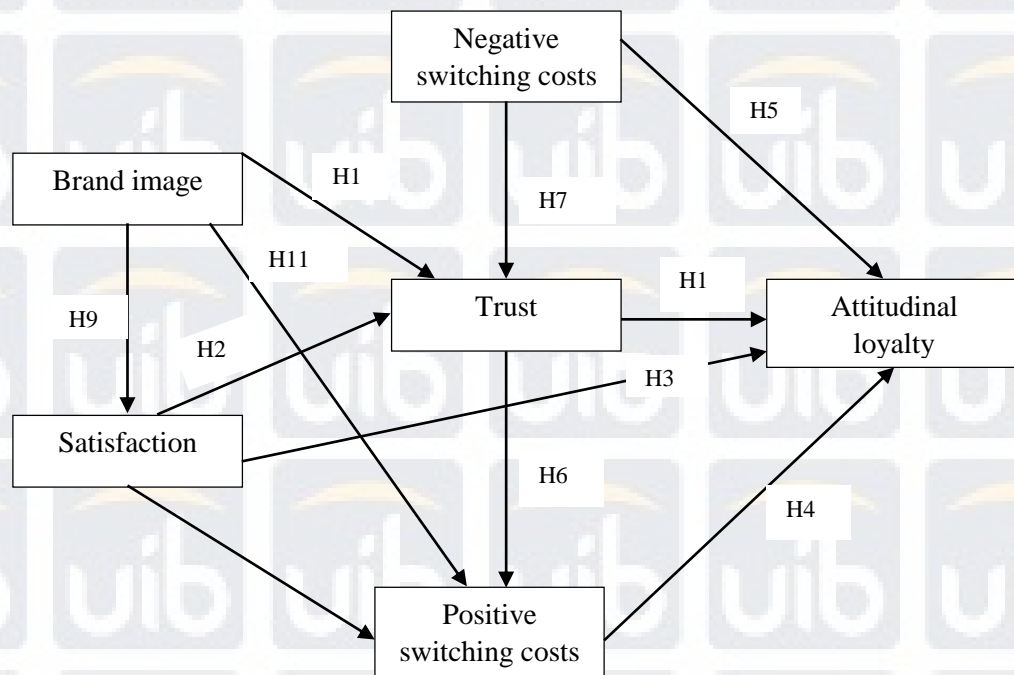 Negative
switching costs
H5
Brand image
H1
H7
H11
H1
Trust
Attitudinal
loyalty
H9
H2
H3
Satisfaction
H6
H4
Positive
switching costs
uib